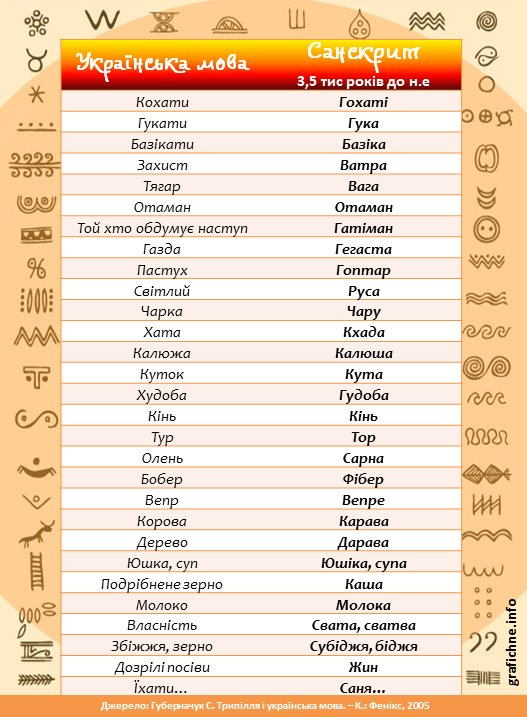 Українська мова Санскрит
3,5 тис років до н.е
Кохати Гохаті
Гукати Гука
Базікати Базіка
Захист Ватра
Тягар Вага
Отаман Отаман
Той хто обдумує наступ Гатіман
Газда Гегаста
Пастух Гоптар
Світлий Руса
Чарка Чару
Хата Кхада
Калюжа Калюша
Куток Кута
Худоба Гудоба
Кінь Кінь
Тур Тор
Олень Сарна
Бобер Фібер
Вепр Вепре
Корова Карава
Дерево Дарава
Юшка, суп Юшіка, супа
Подрібнене зерно Каша
Молоко Молока
Власність Свата, сватва
Збіжжя, зерно Субіджя, біджя
Дозрілі посіви Жин
Їхати... Саня...
Джерело: Губерначук С. Трипілля і українська мова. – К.: Фенікс, 2005
grafichne.info